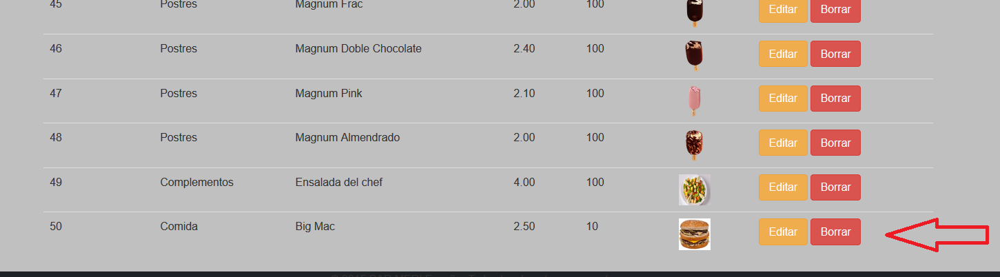 45 Postres Magnum Frac 2.00 100 Editar Borrar
46 Postres Magnum Doble Chocolate 2.40 100 Editar Borrar
47 Postres Magnum Pink 2.10 100 Editar Borrar
48 Postres Magnum Almendrado 2.00 100 Editar Borrar
49 Complementos Ensalada del chef 4.00 100 Editar Borrar
50 Comida Big Mac 2.50 10 Editar Borrar